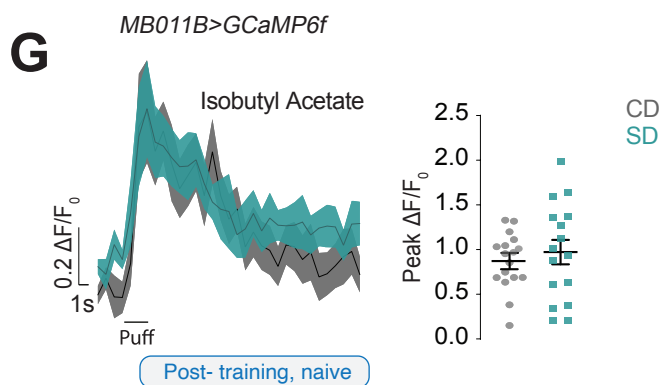 G
MB011B>GCaMP6f
Isobutyl Acetate
0.2 ΔF/F0
1s
Puff
Post- training, naive
Peak ΔF/F0
2.5
2.0
1.5
1.0
0.5
0.0
CD
SD